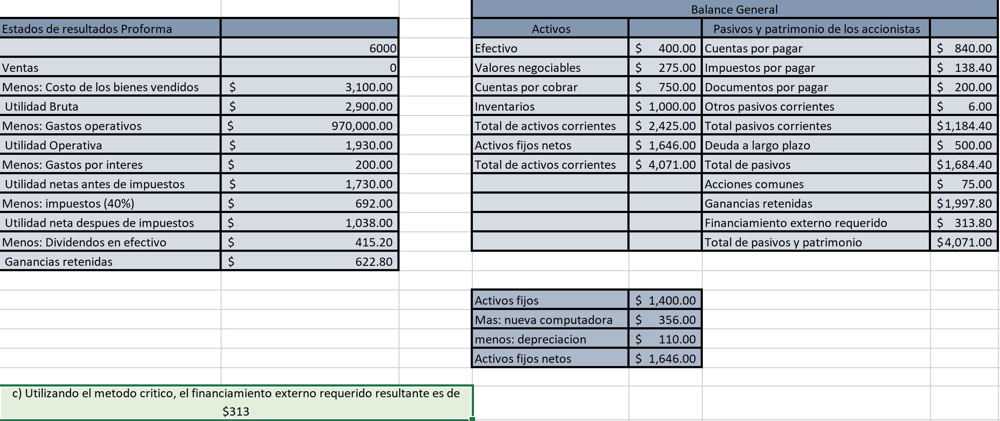 Estados de resultados Proforma
6000
Ventas 0
Menos: Costo de los bienes vendidos $ 3,100.00
Utilidad Bruta $ 2,900.00
Menos: Gastos operativos $ 970,000.00
Utilidad Operativa $ 1,930.00
Menos: Gastos por interes $ 200.00
Utilidad netas antes de impuestos $ 1,730.00
Menos: impuestos (40%) $ 692.00
Utilidad neta despues de impuestos $ 1,038.00
Menos: Dividendos en efectivo $ 415.20
Ganancias retenidas $ 622.80
Balance General
Activos Pasivos y patrimonio de los accionistas
Efectivo $ 400.00 Cuentas por pagar $ 840.00
Valores negociables $ 275.00 Impuestos por pagar $ 138.40
Cuentas por cobrar $ 750.00 Documentos por pagar $ 200.00
Inventarios $ 1,000.00 Otros pasivos corrientes $ 6.00
Total de activos corrientes $ 2,425.00 Total pasivos corrientes $1,184.40
Activos fijos netos $ 1,646.00 Deuda a largo plazo $ 500.00
Total de activos corrientes $ 4,071.00 Total de pasivos $1,684.40
Acciones comunes $ 75.00
Ganancias retenidas $1,997.80
Financiamiento externo requerido $ 313.80
Total de pasivos y patrimonio $4,071.00
Activos fijos $ 1,400.00
Mas: nueva computadora $ 356.00
menos: depreciacion $ 110.00
Activos fijos netos $ 1,646.00
c) Utilizando el metodo critico, el financiamiento externo requerido resultante es de
$313